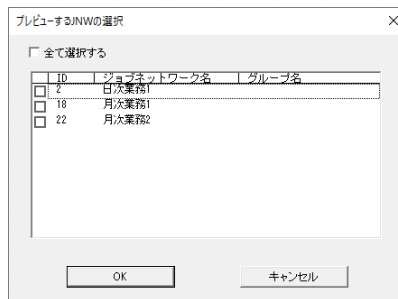 プレビューするJNWの選択
全て選択する
ID ジョブネットワーク名 グループ名
2 日次業務1
18 月次業務1
22 月次業務2
OK キャンセル